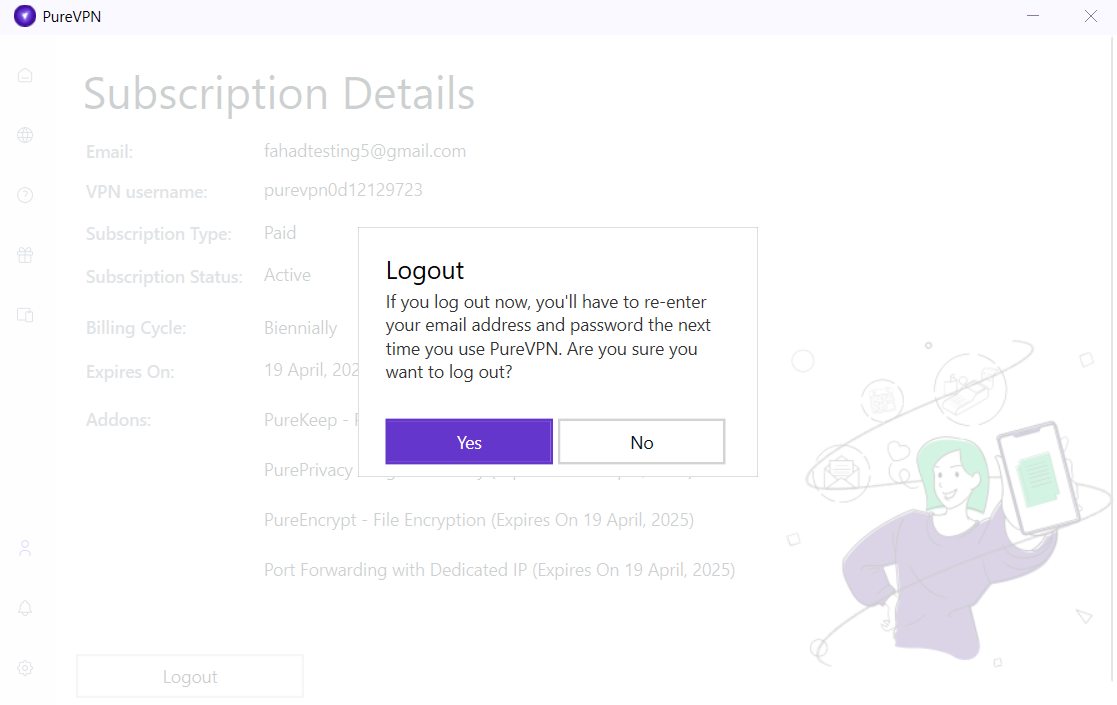 PureVPN
Subscription Details
Email: fahadtesting5@gmail.com
VPN username: purevpn0d12129723
Subscription Type: Paid
Subscription Status: Active
Billing Cycle: Biennially
Expires On: 19 April, 202
Addons: PureKeep -
PurePrivacy
PureEncrypt - File Encryption (Expires On 19 April, 2025)
Port Forwarding with Dedicated IP (Expires On 19 April, 2025)
Logout
If you log out now, you'll have to re-enter
your email address and password the next
time you use PureVPN. Are you sure you
want to log out?
Yes No
Logout